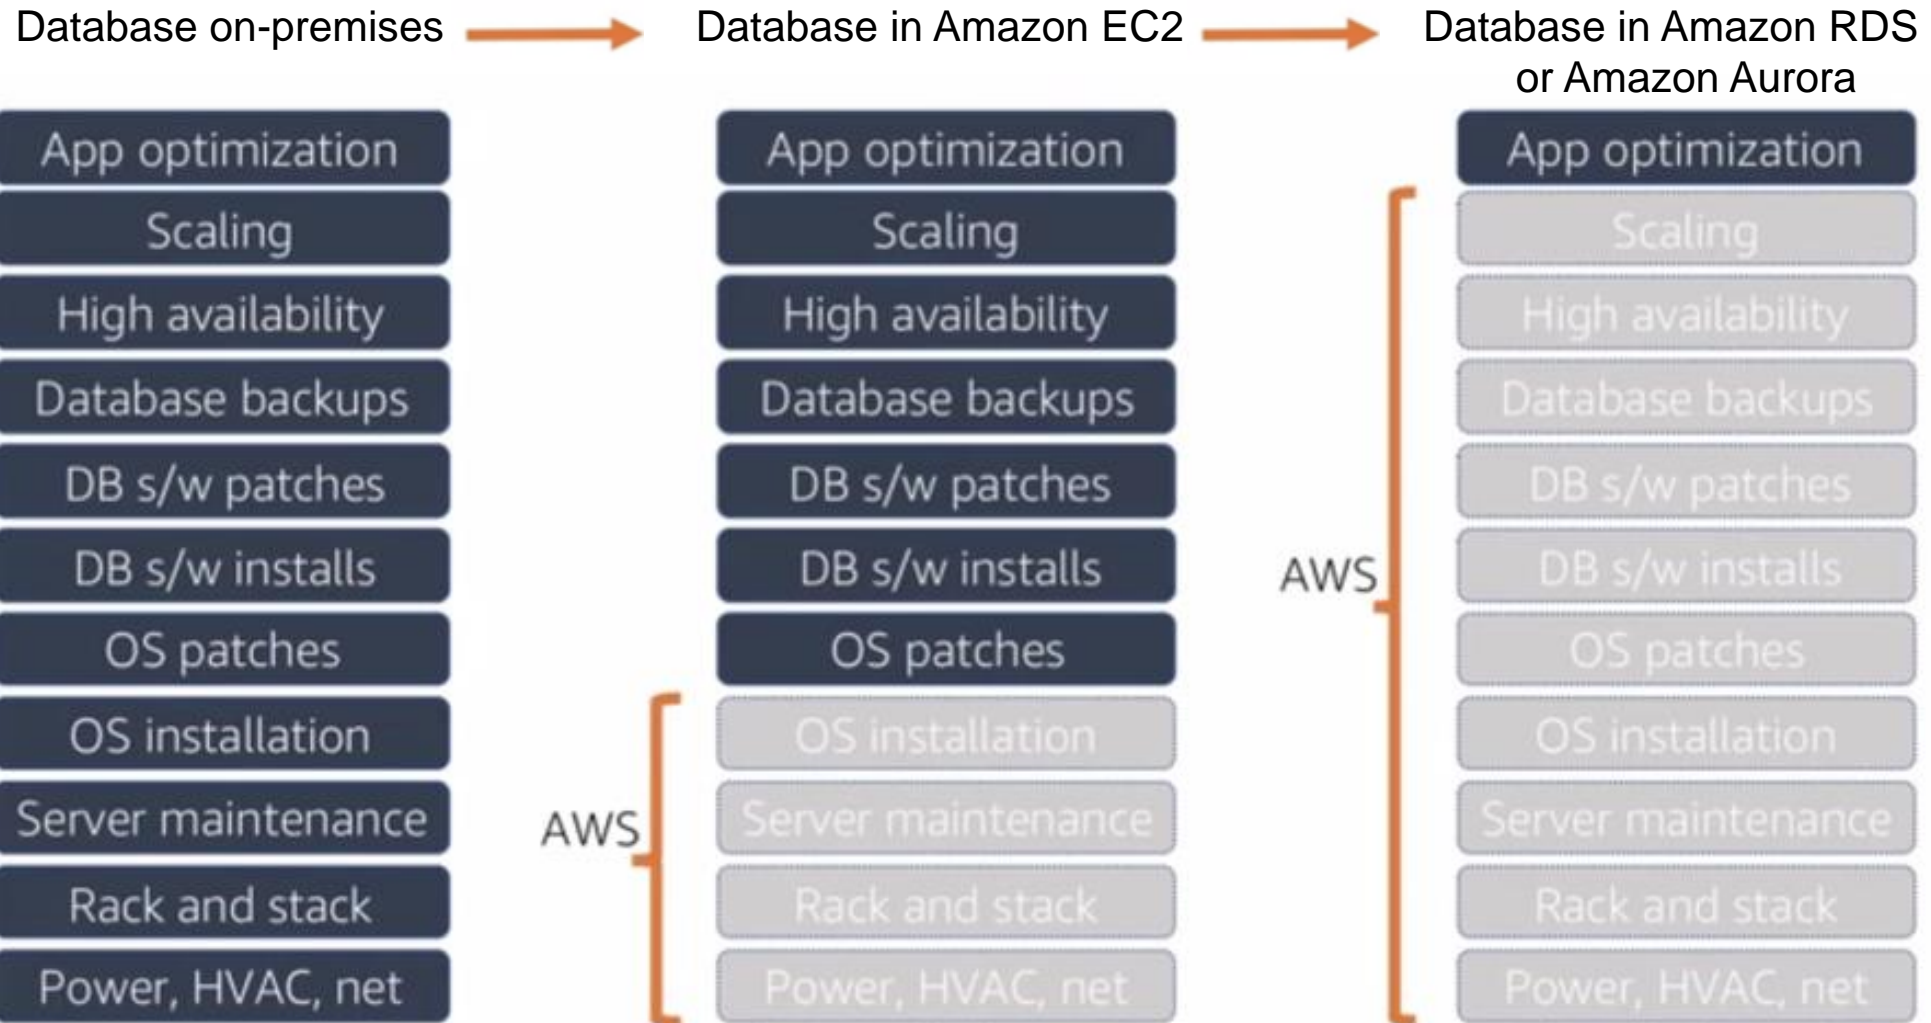 Database on-premises
Database in Amazon EC2
Database in Amazon RDS
or Amazon Aurora
App optimization
Scaling
High availability
Database backups
DB s/w patches
DB s/w installs
OS patches
OS installation
Server maintenance
Rack and stack
Power, HVAC, net
AWS
App optimization
Scaling
High availability
Database backups
DB s/w patches
DB s/w installs
OS patches
OS installation
Server maintenance
Rack and stack
Power, HVAC, net
AWS
App optimization
Scaling
High availability
Database backups
DB s/w patches
DB s/w installs
OS patches
OS installation
Server maintenance
Rack and stack
Power, HVAC, net